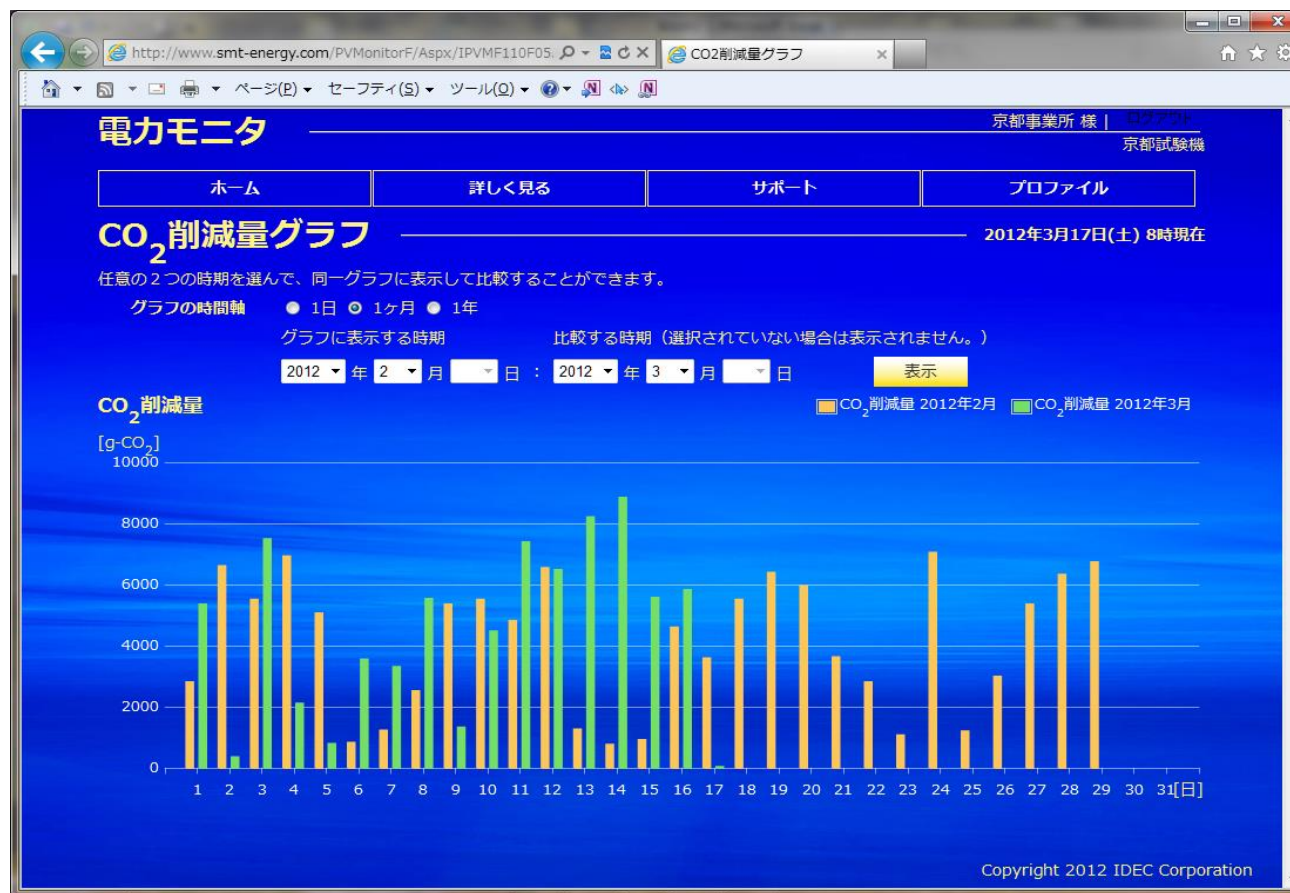 http://www.smt-energy.com/PVMonitorF/Aspx/IPVMF110F05.
CO2削減量グラフ
ページ(P) セーフティ(S) ツール(O)
電力モニタ
京都事業所 様 | ログアウト
京都試験機
ホーム 詳しく見る サポート プロファイル
CO2削減量グラフ
2012年3月17日(土) 8時現在
任意の2つの時期を選んで、同一グラフに表示して比較することができます。
グラフの時間軸 1日 1ヶ月 1年
グラフに表示する時期 比較する時期(選択されていない場合は表示されません。)
2012 年 2 月 日 : 2012 年 3 月 日 表示
CO2削減量
CO2削減量 2012年2月 CO2削減量 2012年3月
[g-CO2]
10000
8000
6000
4000
2000
0
1 2 3 4 5 6 7 8 9 10 11 12 13 14 15 16 17 18 19 20 21 22 23 24 25 26 27 28 29 30 31[日]
Copyright 2012 IDEC Corporation